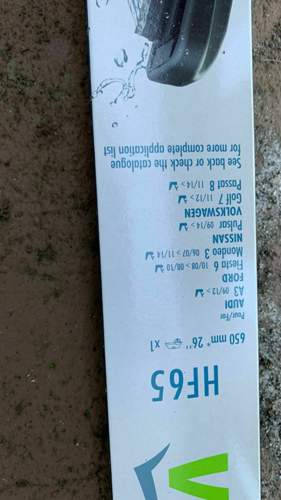 V
HF65
650 mm* 26'' x1
Pour/For
AUDI
A3 09/12 >
FORD
Fiesta 6 10/08 > 08/10
Mondeo 3 06/07 > 11/14
NISSAN
Pulsar 09/14 >
VOLKSWAGEN
Golf 7 11/12 >
Passat 8 11/14 >
See back or check the catalogue
for more complete application list